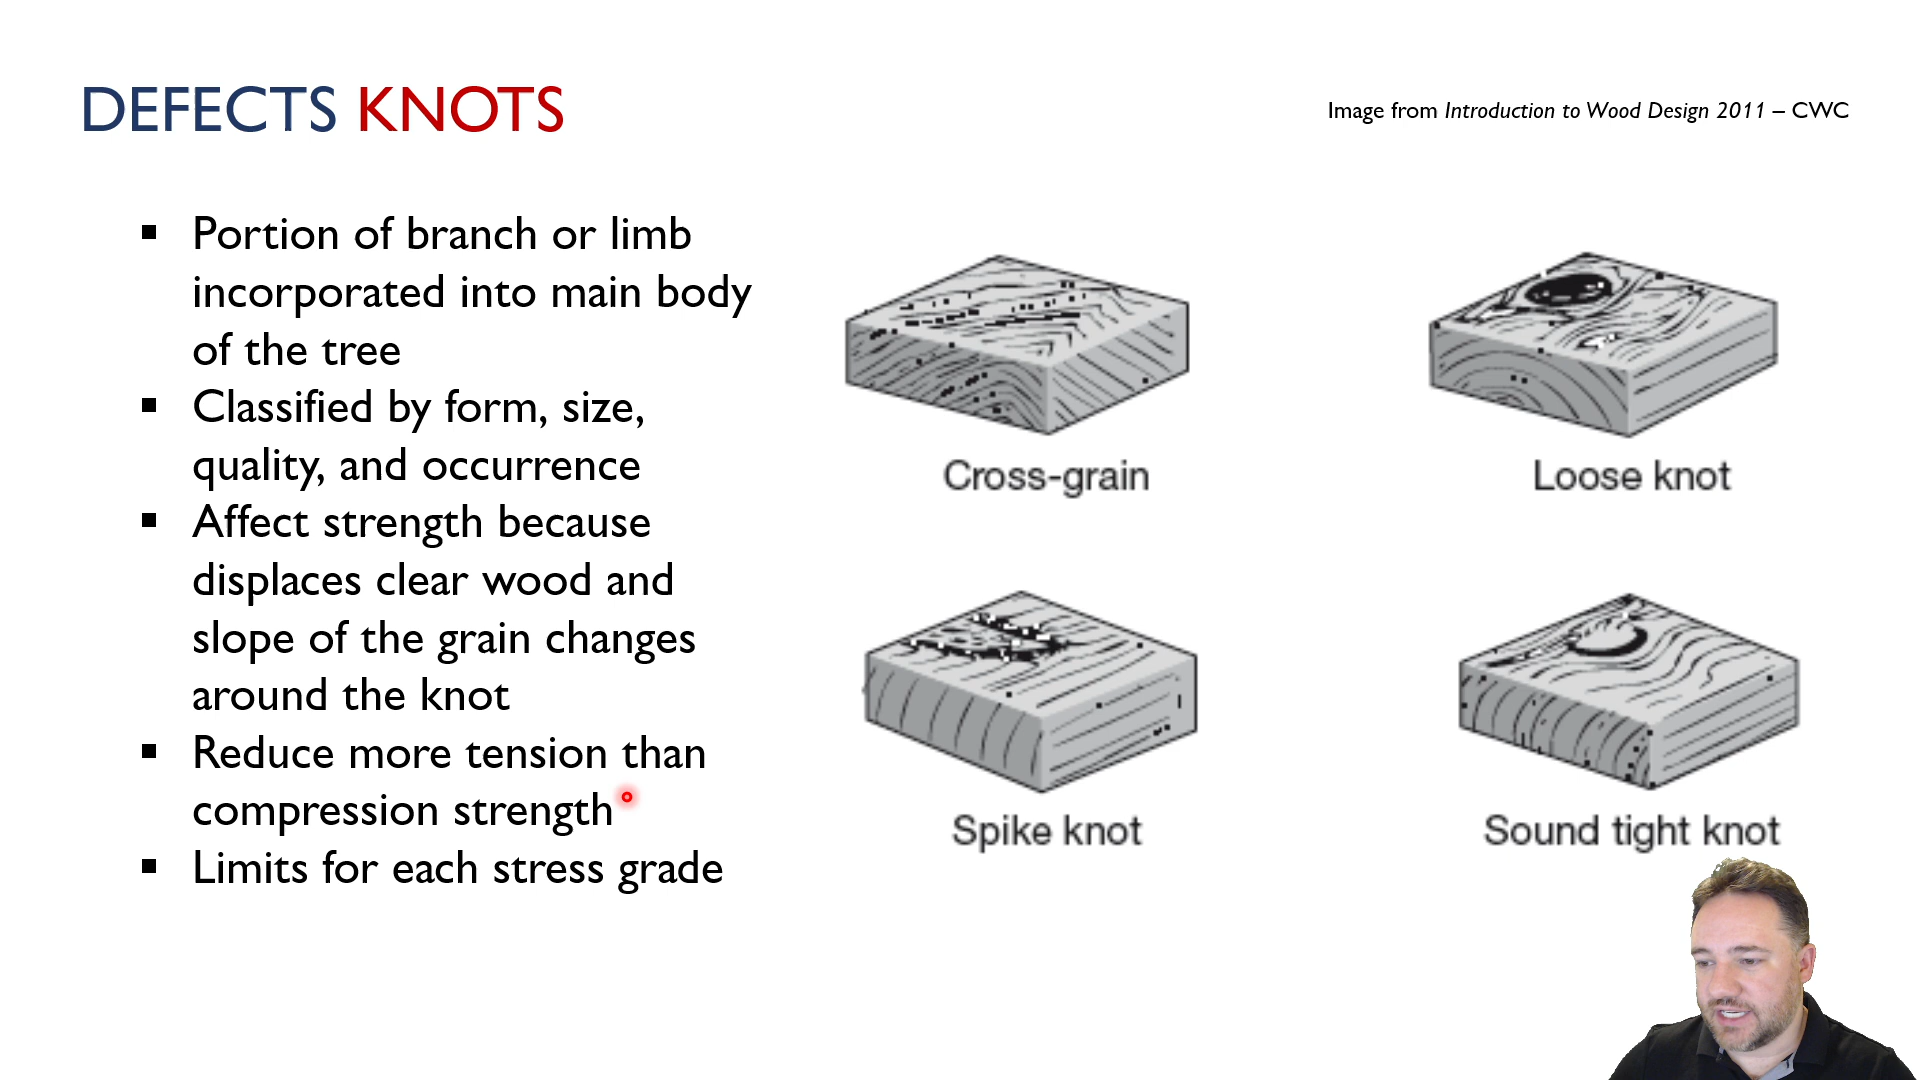 DEFECTS KNOTS
Image from Introduction to Wood Design 2011 – CWC
▪ Portion of branch or limb
incorporated into main body
of the tree
▪ Classified by form, size,
quality, and occurrence
▪ Affect strength because
displaces clear wood and
slope of the grain changes
around the knot
▪ Reduce more tension than
compression strength
▪ Limits for each stress grade
Cross-grain
Loose knot
Spike knot
Sound tight knot